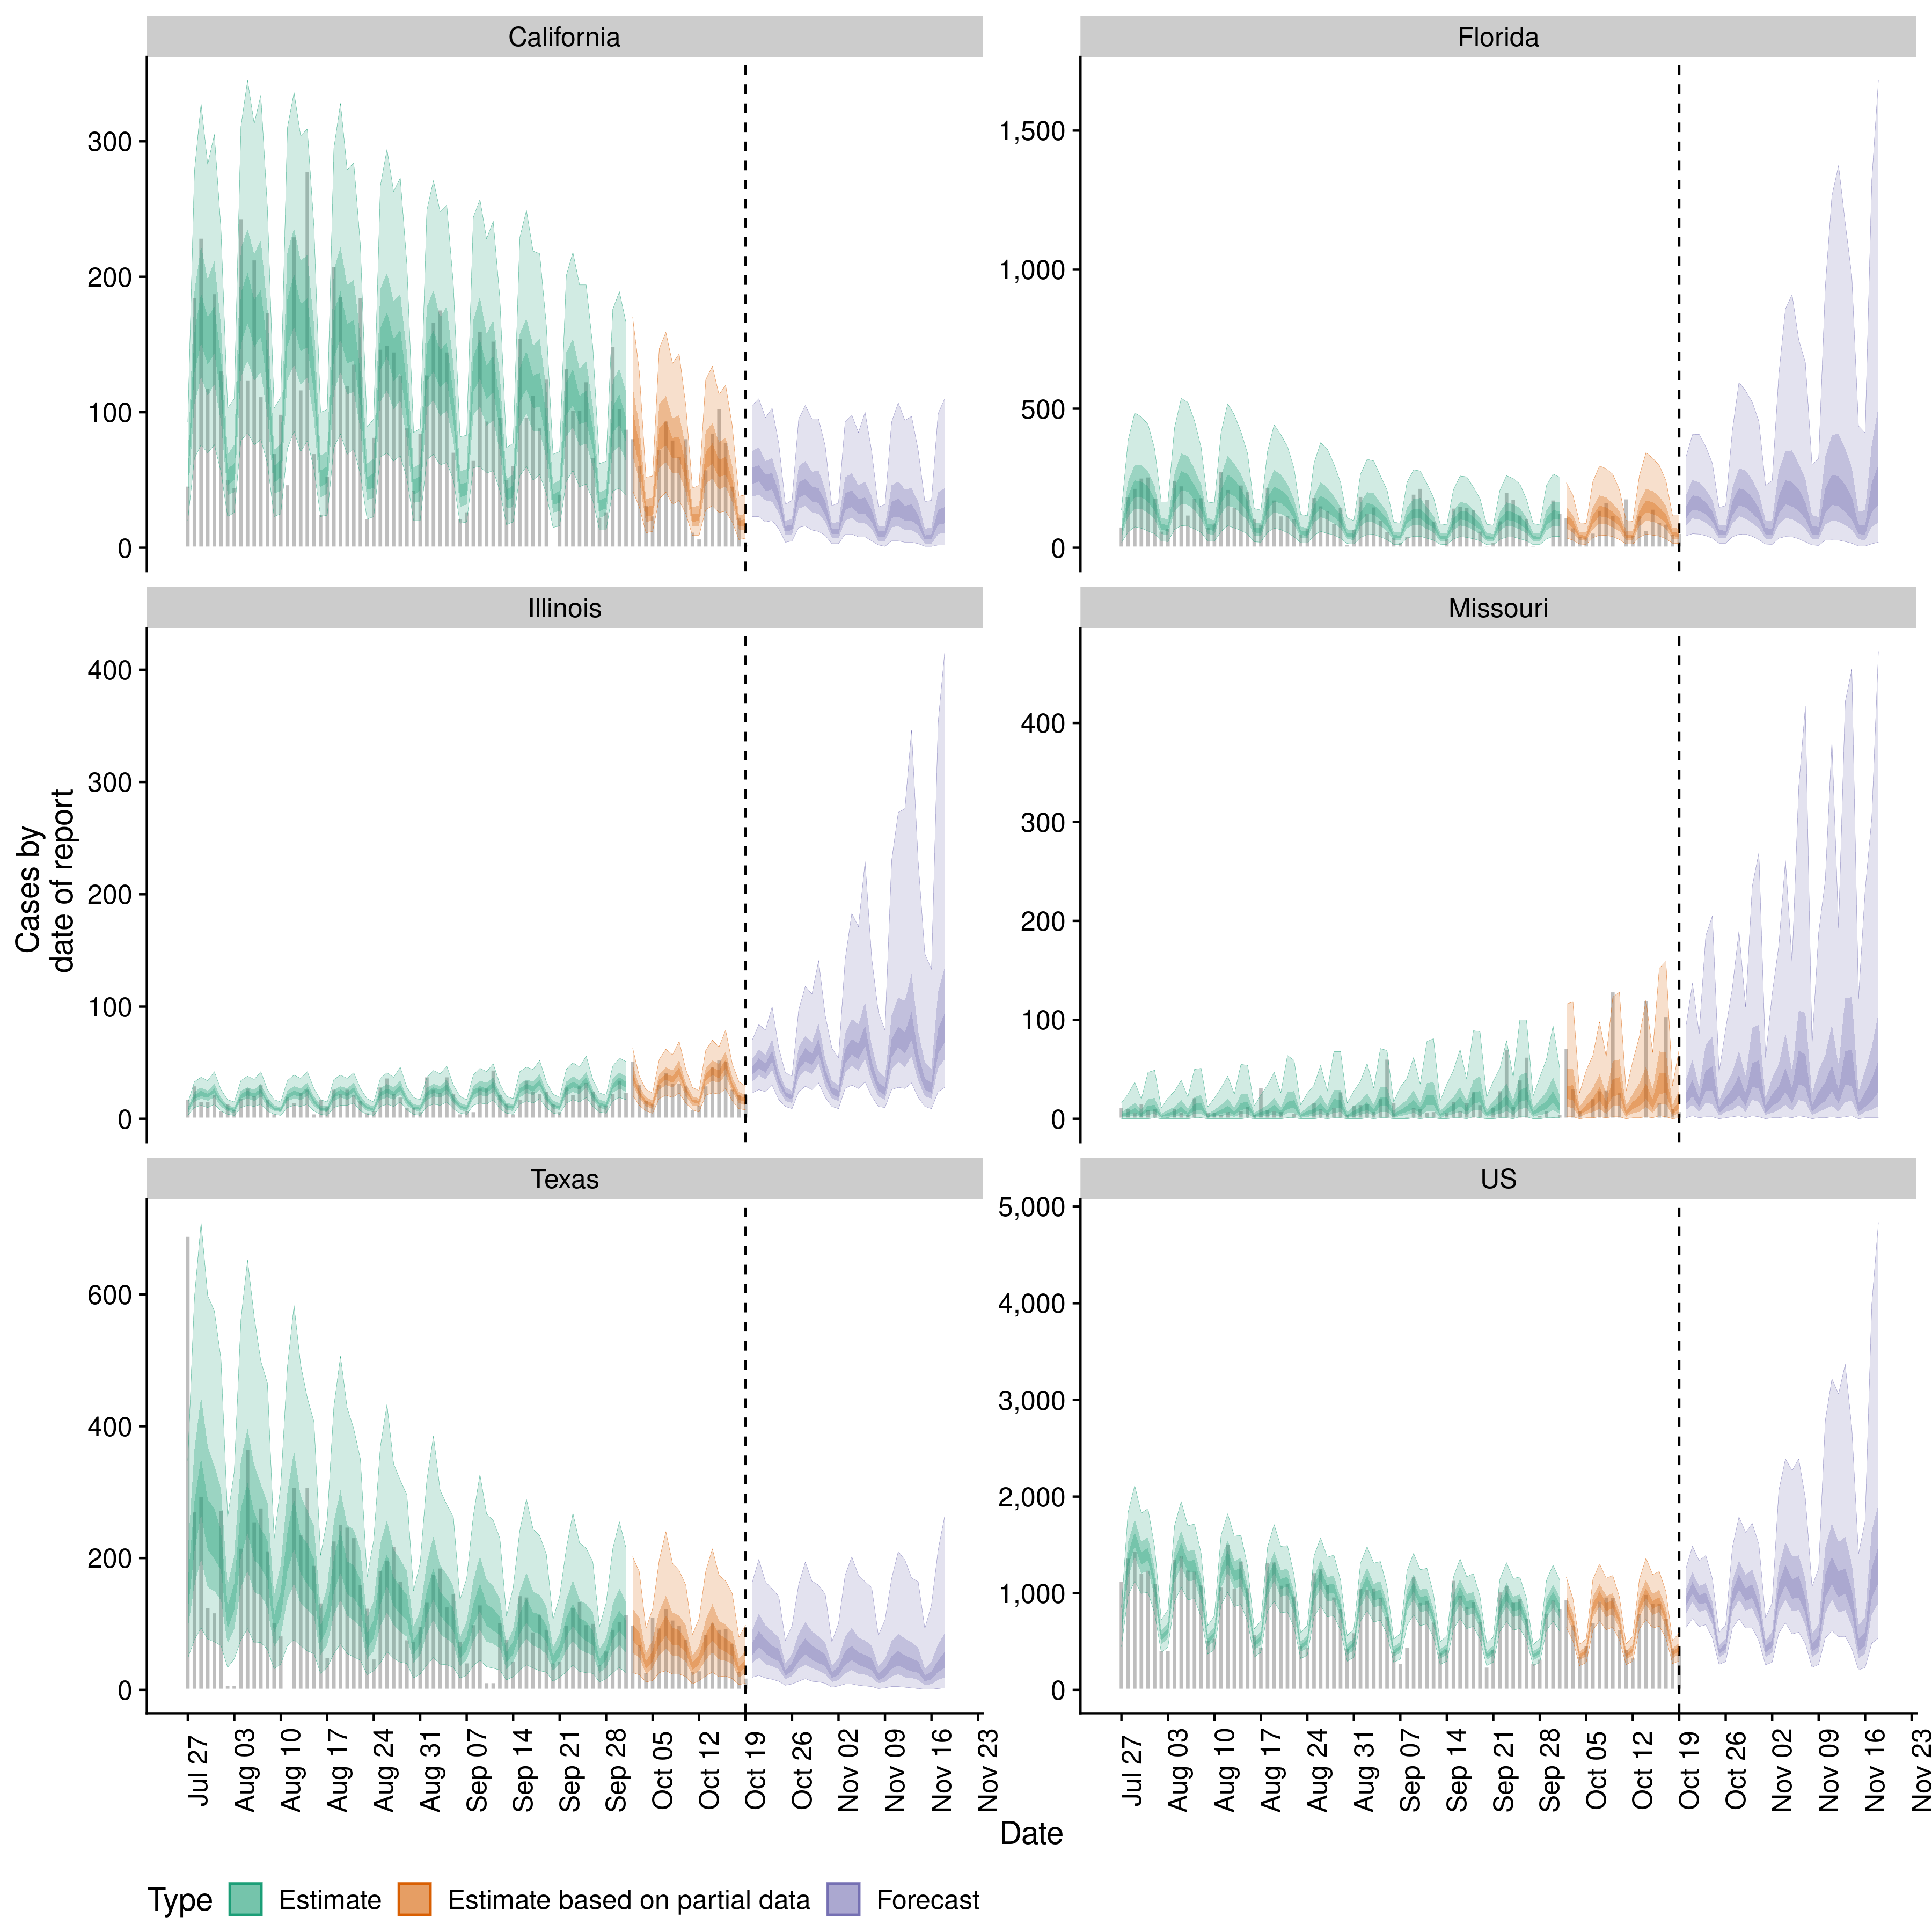 California
Florida
300
200
100
0
1,500
1,000
500
0
Illinois
Missouri
400
300
200
100
0
400
300
200
100
0
Cases by
date of report
Texas
US
600
400
200
0
5,000
4,000
3,000
2,000
1,000
0
Jul 27
Aug 03
Aug 10
Aug 17
Aug 24
Aug 31
Sep 07
Sep 14
Sep 21
Sep 28
Oct 05
Oct 12
Oct 19
Oct 26
Nov 02
Nov 09
Nov 16
Nov 23
Jul 27
Aug 03
Aug 10
Aug 17
Aug 24
Aug 31
Sep 07
Sep 14
Sep 21
Sep 28
Oct 05
Oct 12
Oct 19
Oct 26
Nov 02
Nov 09
Nov 16
Nov 23
Date
Type Estimate Estimate based on partial data Forecast